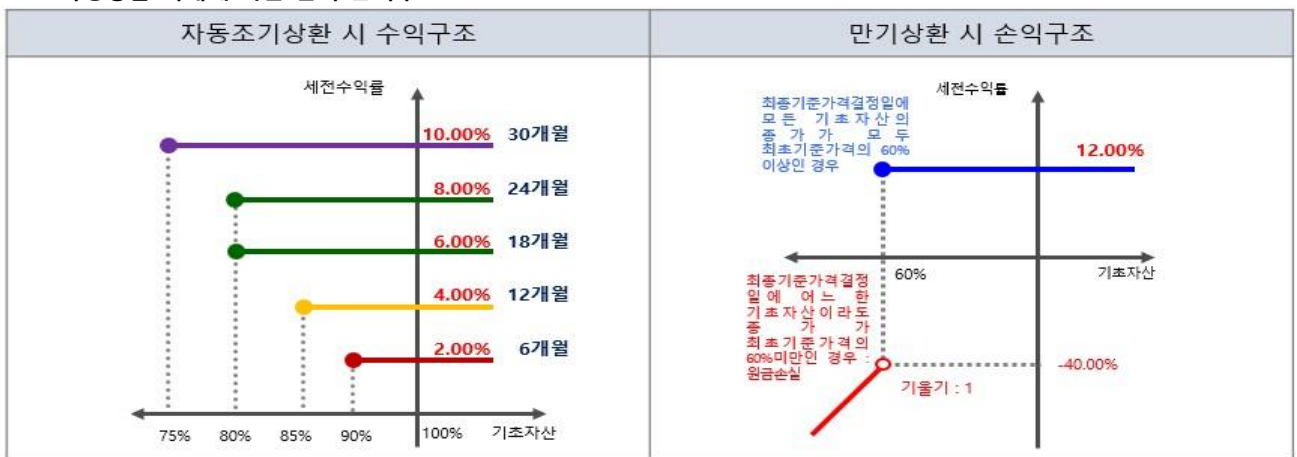 자동조기상환 시 수익구조
만기상환 시 손익구조
세전수익률
10.00% 30개월
8.00% 24개월
6.00% 18개월
4.00% 12개월
2.00% 6개월
75% 80% 85% 90% 100% 기초자산
세전수익률
최종기준가격결정일에
모든 기초자산의
종가가 모두
최초기준가격의 60%
이상인 경우
12.00%
60%
기초자산
최종기준가격결정
일에 어느 한
기초자산이라도
종가가
최초기준가격의
60%미만인 경우 :
원금손실
-40.00%
기울기 : 1